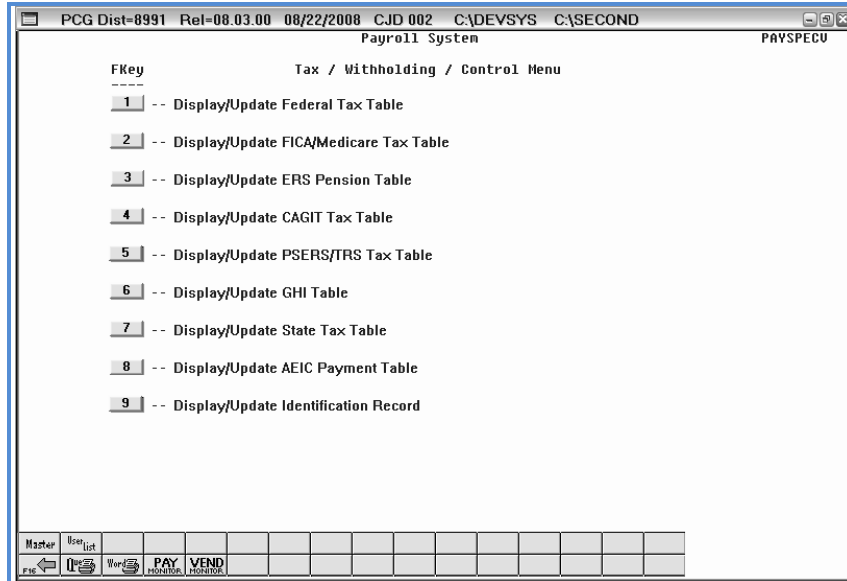 PCG Dist=8991 Rel=08.03.00 08/22/2008 CJD 002 C:\DEVSYS C:\SECOND
Payroll System PAYSPECV
FKey Tax / Withholding / Control Menu
----
1 -- Display/Update Federal Tax Table
2 -- Display/Update FICA/Medicare Tax Table
3 -- Display/Update ERS Pension Table
4 -- Display/Update CAGIT Tax Table
5 -- Display/Update PSERS/TRS Tax Table
6 -- Display/Update GHI Table
7 -- Display/Update State Tax Table
8 -- Display/Update AEIC Payment Table
9 -- Display/Update Identification Record
Master User List
F16 Que Word PAY MONITOR VEND MONITOR